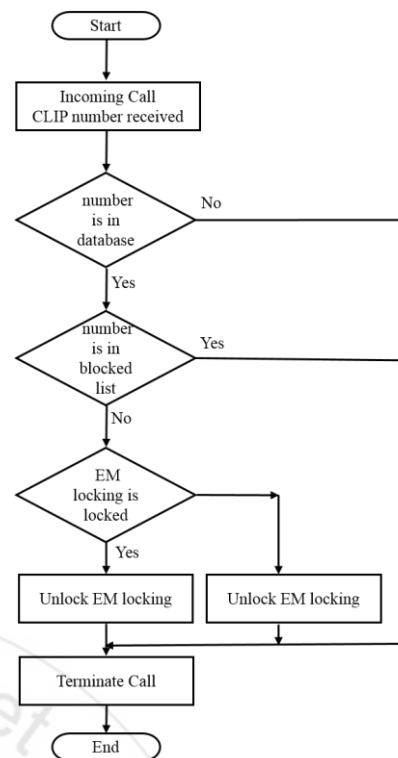 Start
Incoming Call
CLIP number received
number
is in
database
No
Yes
number
is in
blocked
list
Yes
No
EM
locking is
locked
Yes
Unlock EM locking
Unlock EM locking
Terminate Call
End